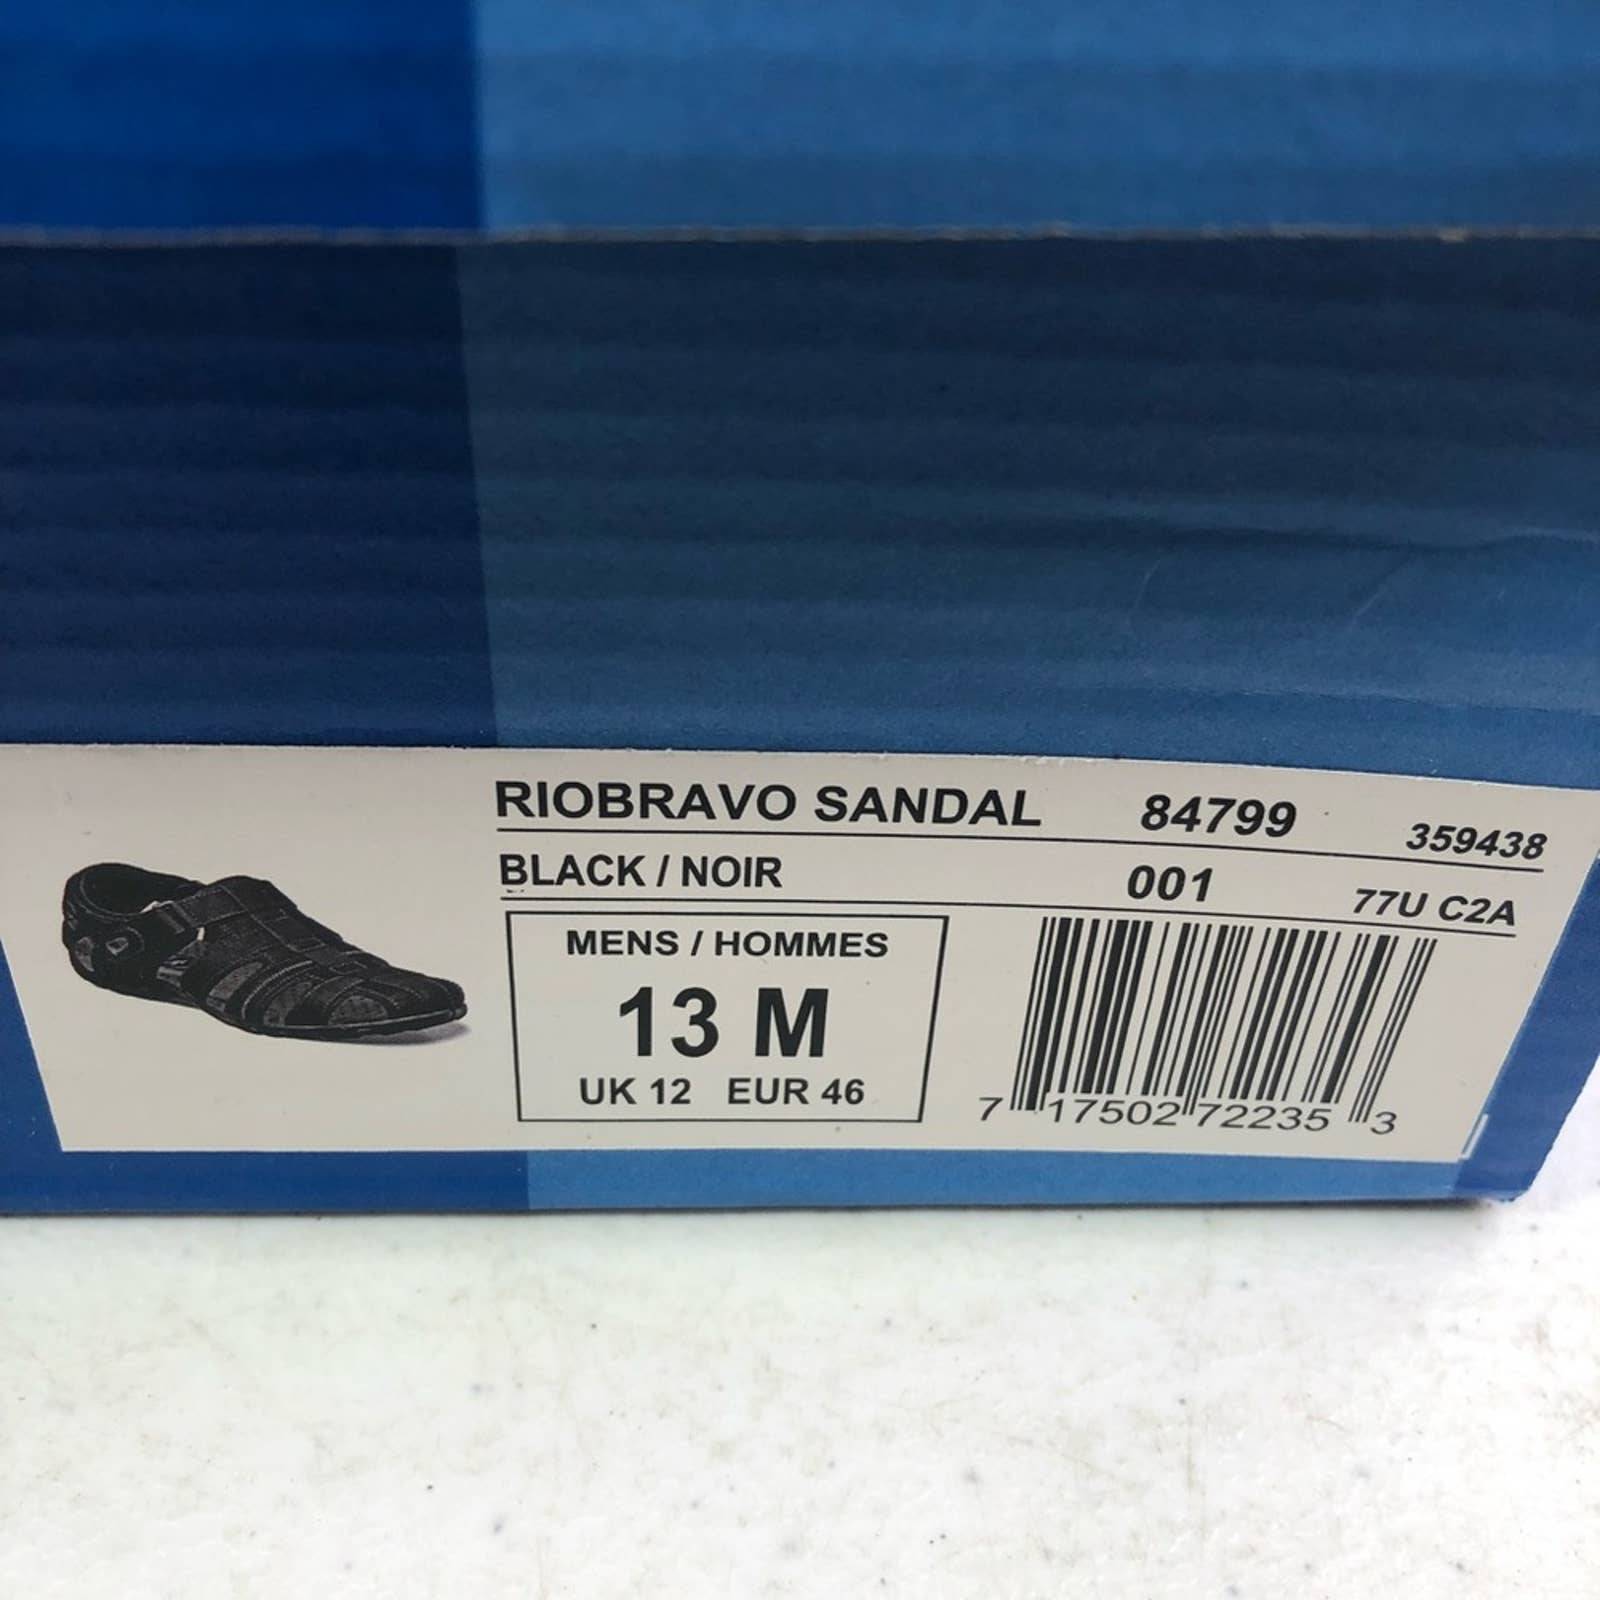 RIOBRAVO SANDAL 84799 359438
BLACK / NOIR 001 77U C2A
MENS / HOMMES
13 M
UK 12 EUR 46
7 17502 72235 3